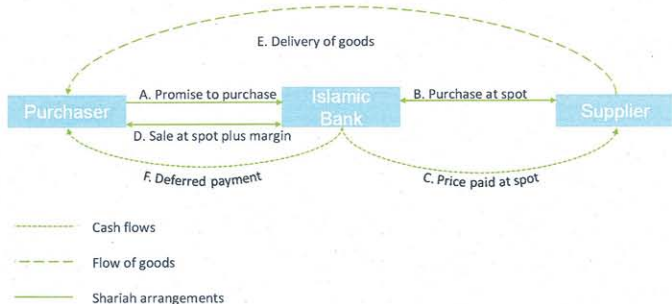 E. Delivery of goods
A. Promise to purchase
Islamic
Bank
B. Purchase at spot
Purchaser
Supplier
D. Sale at spot plus margin
F. Deferred payment
C. Price paid at spot
Cash flows
Flow of goods
Shariah arrangements